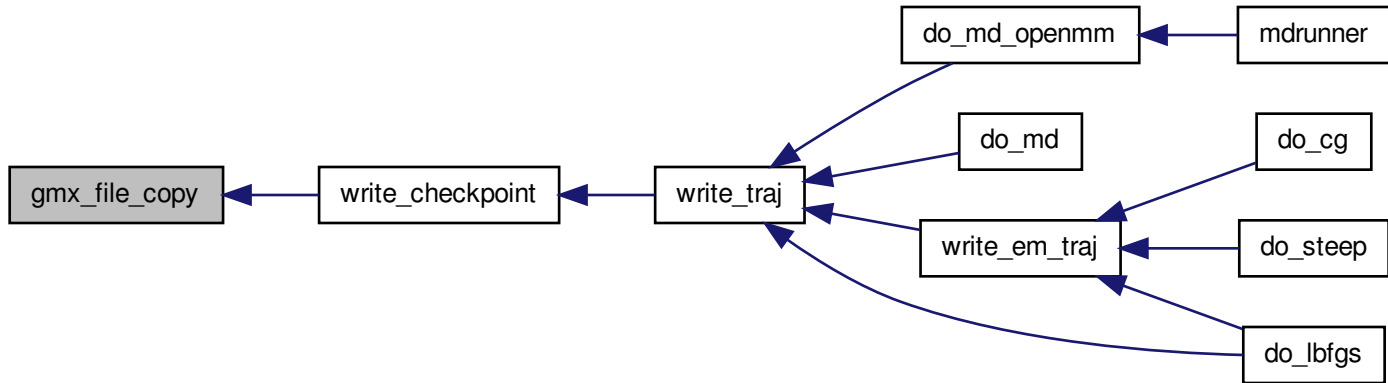 do_md_openmm
mdrunner
do_md
do_cg
gmx_file_copy
write_checkpoint
write_traj
write_em_traj
do_steep
do_lbfgs